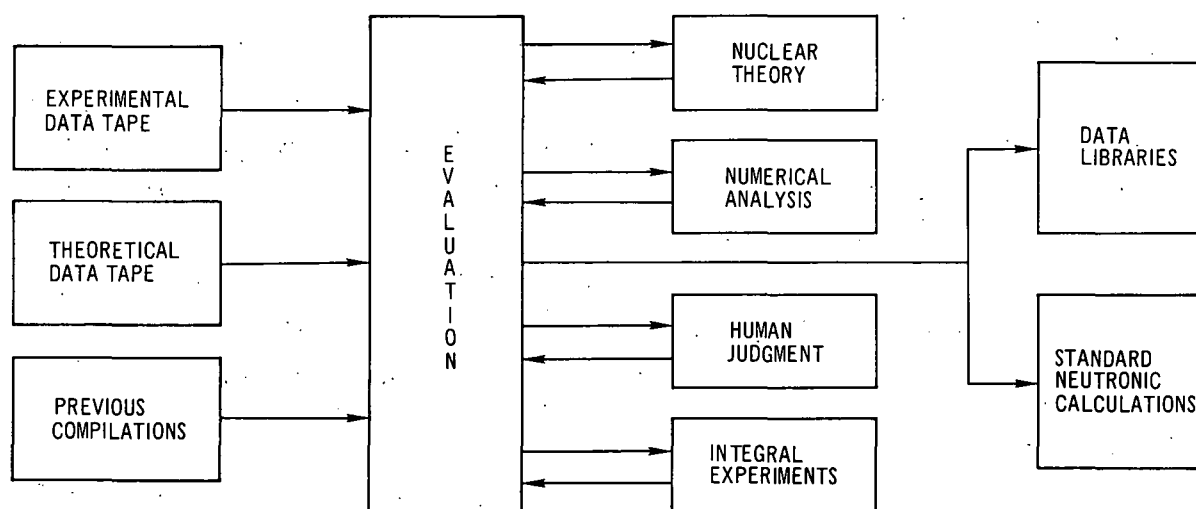 EXPERIMENTAL
DATA TAPE
THEORETICAL
DATA TAPE
PREVIOUS
COMPILATIONS
EVALUATION
NUCLEAR
THEORY
NUMERICAL
ANALYSIS
HUMAN
JUDGMENT
INTEGRAL
EXPERIMENTS
DATA
LIBRARIES
STANDARD
NEUTRONIC
CALCULATIONS